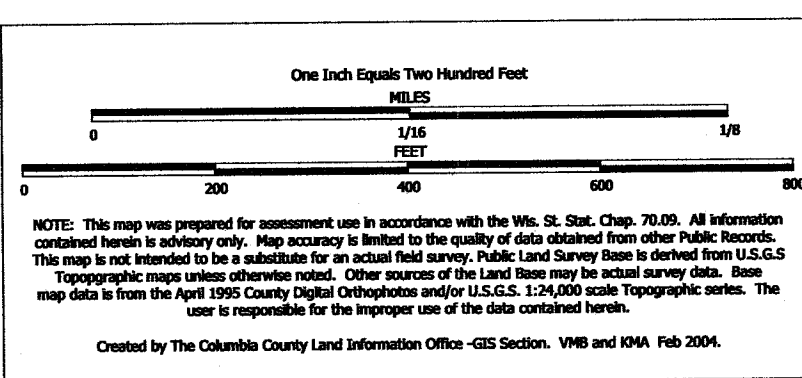 One Inch Equals Two Hundred Feet
MILES
0 1/16 1/8
FEET
0 200 400 600 800
NOTE: This map was prepared for assessment use in accordance with the Wis. St. Stat. Chap. 70.09. All information
contained herein is advisory only. Map accuracy is limited to the quality of data obtained from other Public Records.
This map is not intended to be a substitute for an actual field survey. Public Land Survey Base is derived from U.S.G.S
Topopgraphic maps unless otherwise noted. Other sources of the Land Base may be actual survey data. Base
map data is from the April 1995 County Digital Orthophotos and/or U.S.G.S. 1:24,000 scale Topographic series. The
user is responsible for the improper use of the data contained herein.
Created by The Columbia County Land Information Office -GIS Section. VMB and KMA Feb 2004.